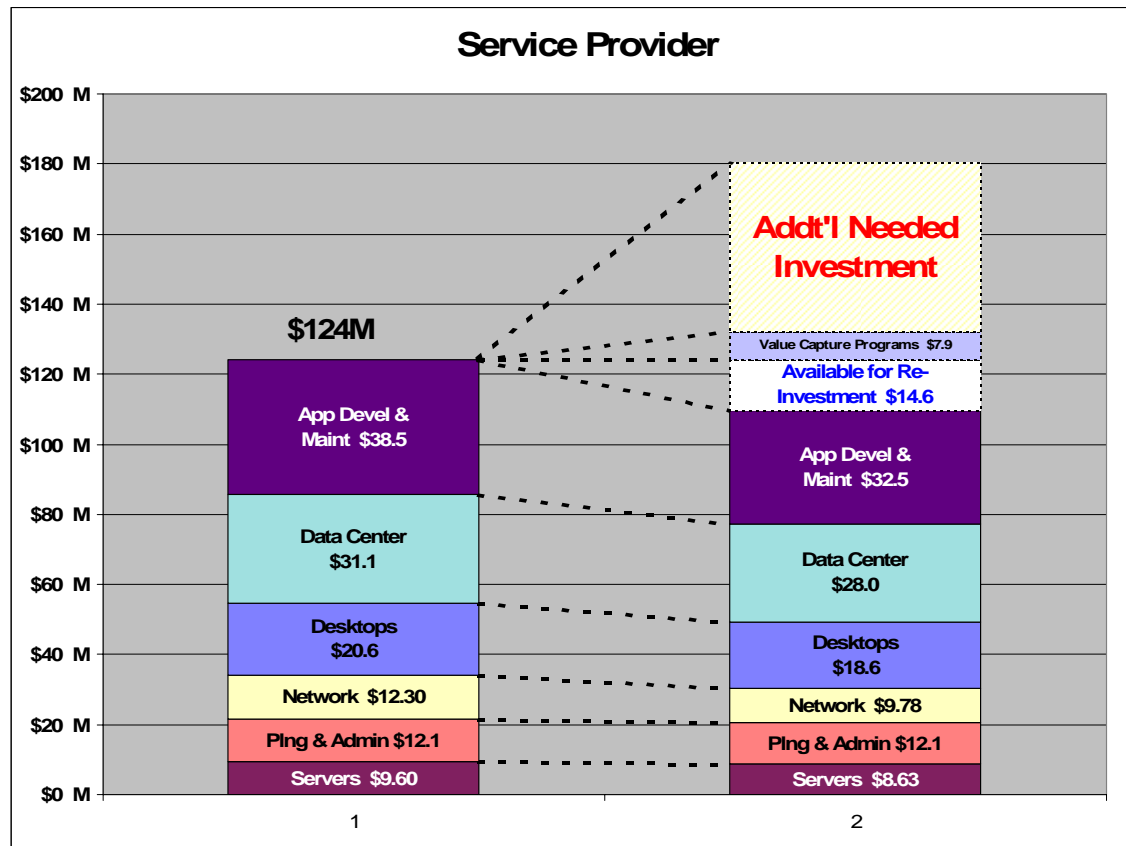 Service Provider
$200 M
$180 M
$160 M
$140 M
$120 M
$100 M
$80 M
$60 M
$40 M
$20 M
$0 M
$124M
App Devel &
Maint $38.5
Data Center
$31.1
Desktops
$20.6
Network $12.30
Plng & Admin $12.1
Servers $9.60
Addt'l Needed
Investment
Value Capture Programs $7.9
Available for Re-
Investment $14.6
App Devel &
Maint $32.5
Data Center
$28.0
Desktops
$18.6
Network $9.78
Plng & Admin $12.1
Servers $8.63
1
2